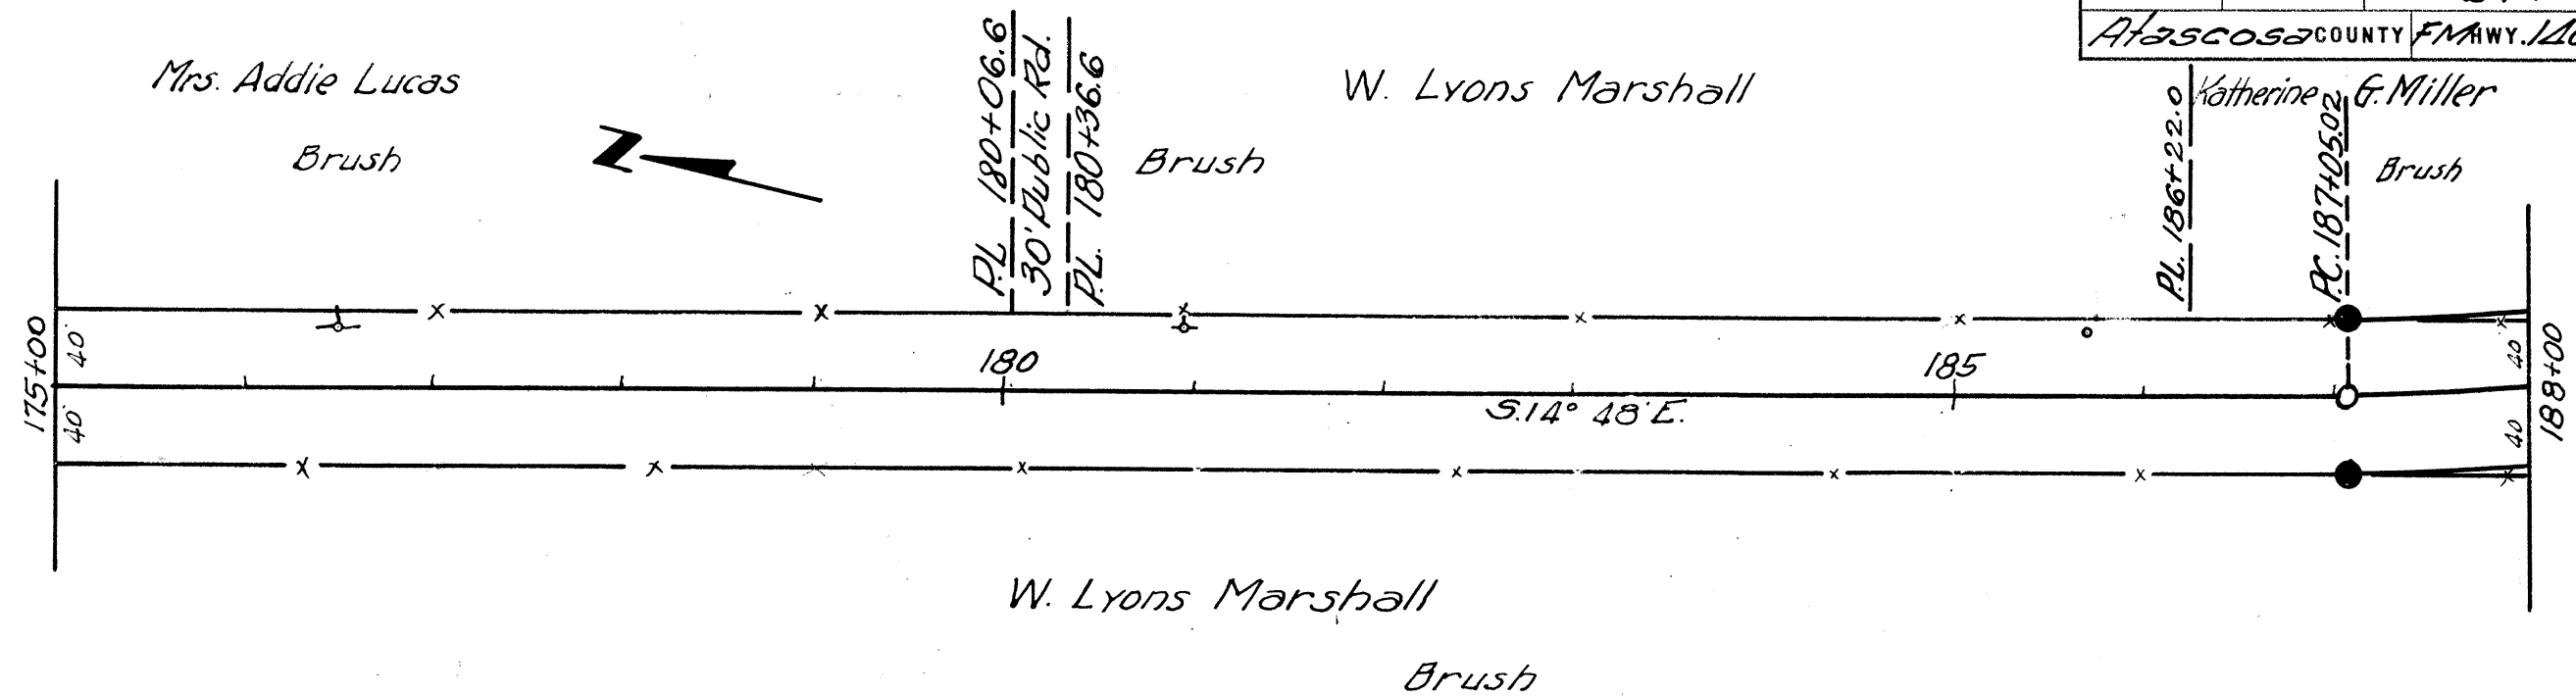 Atascosa COUNTY FM HWY.
Mrs. Addie Lucas
Brush
N
P.L. 180+06.6
30' Public Rd.
P.L. 180+36.6
W. Lyons Marshall
Brush
P.L. 186+22.0
Katherine G. Miller
P.C. 187+05.02
Brush
175+00
40'
40'
180
185
S.14° 48' E.
40
40
188+00
W. Lyons Marshall
Brush